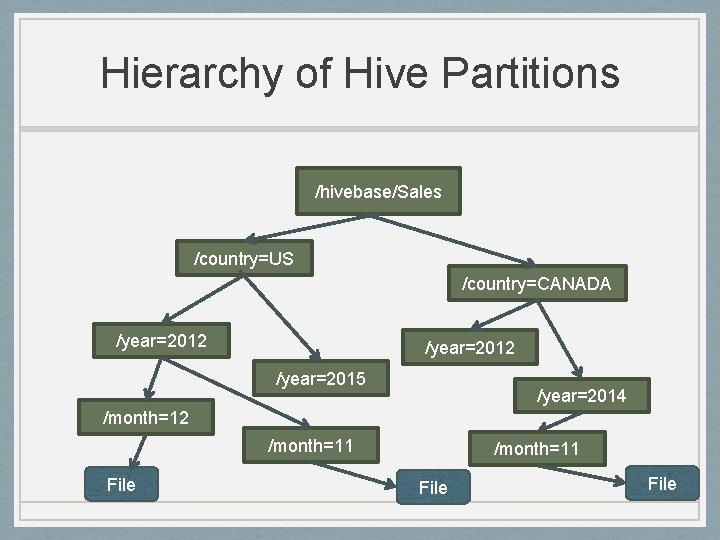 Hierarchy of Hive Partitions
/hivebase/Sales
/country=US
/country=CANADA
/year=2012
/year=2012
/year=2015
/year=2014
/month=12
/month=11
/month=11
File
File
File